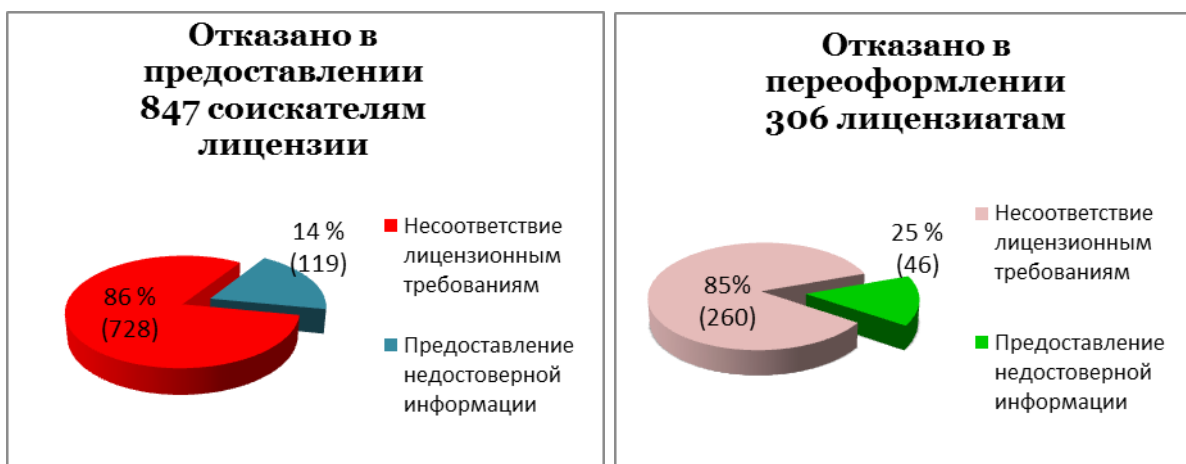 Отказано в
предоставлении
847 соискателям
лицензии
14 %
(119)
86 %
(728)
Несоответствие
лицензионным
требованиям
Предоставление
недостоверной
информации
Отказано в
переоформлении
306 лицензиатам
25 %
(46)
85%
(260)
Несоответствие
лицензионным
требованиям
Предоставление
недостоверной
информации